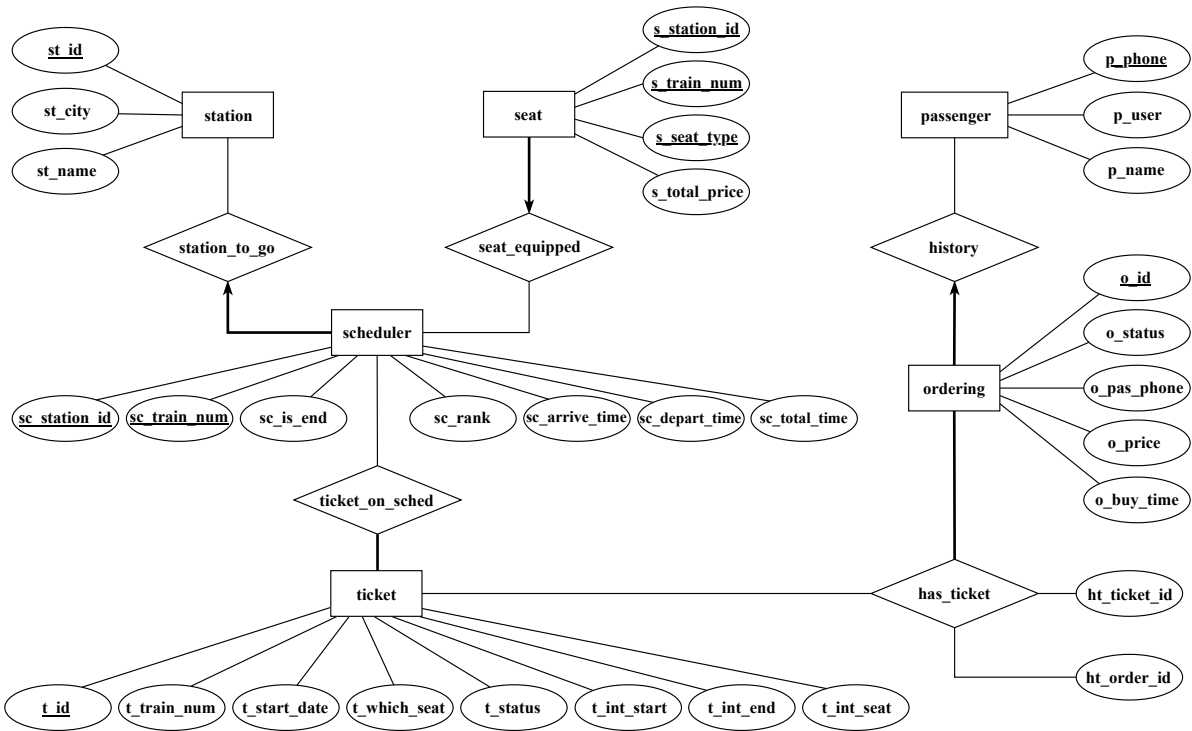 st_id
st_city
st_name
station
station_to_go
s_station_id
s_train_num
s_seat_type
s_total_price
seat
seat_equipped
p_phone
p_user
p_name
passenger
history
o_id
o_status
o_pas_phone
o_price
o_buy_time
ordering
scheduler
sc_station_id
sc_train_num
sc_is_end
sc_rank
sc_arrive_time
sc_depart_time
sc_total_time
ticket_on_sched
ticket
has_ticket
ht_ticket_id
ht_order_id
t_id
t_train_num
t_start_date
t_which_seat
t_status
t_int_start
t_int_end
t_int_seat